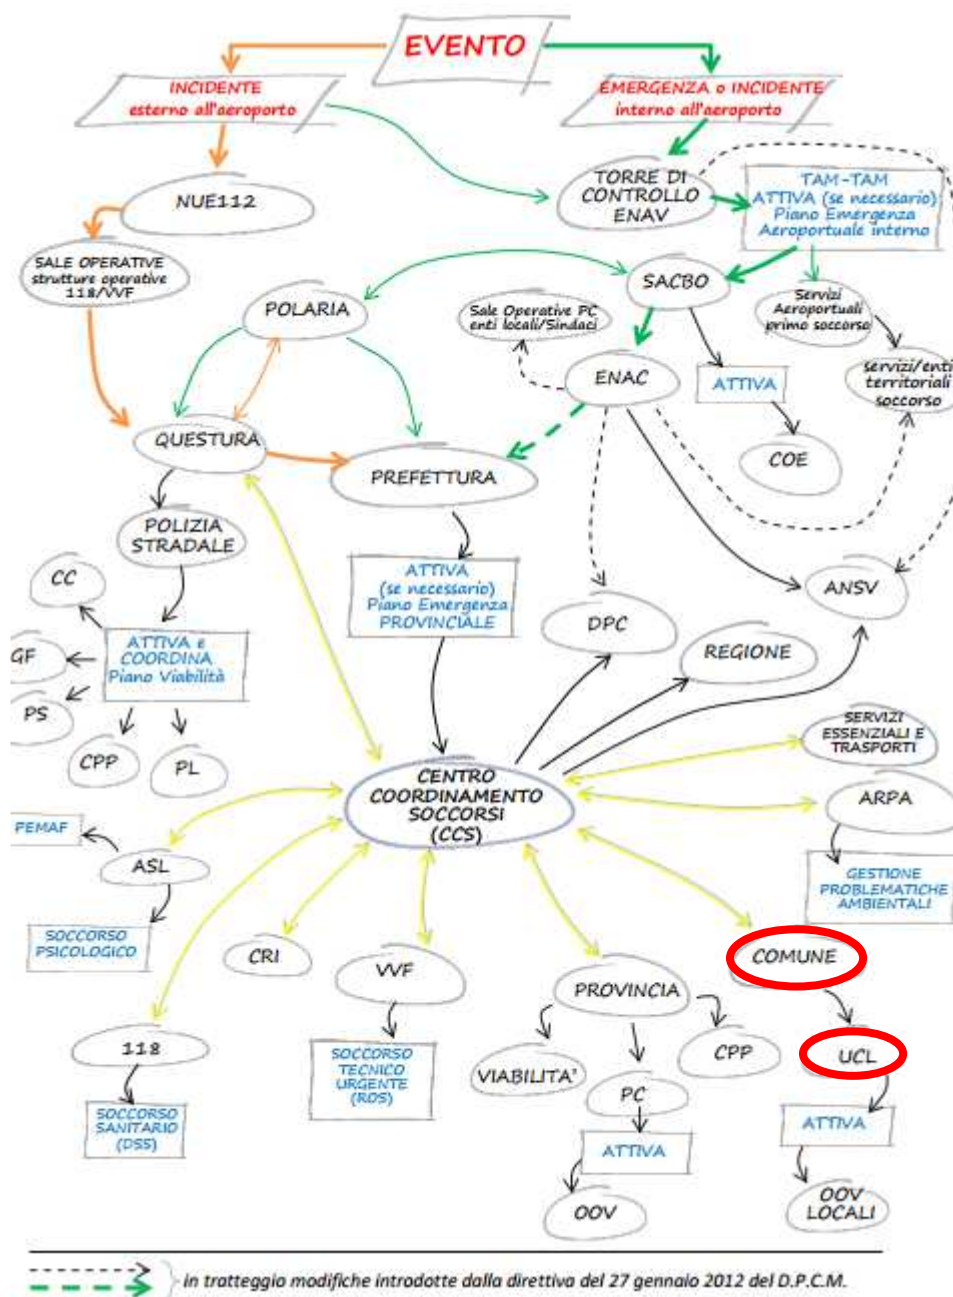 EVENTO
INCIDENTE
esterno all'aeroporto
EMERGENZA o INCIDENTE
interno all'aeroporto
NUE112
TORRE DI
CONTROLLO
ENAV
TAM-TAM
ATTIVA (se necessario)
Piano Emergenza
Aeroportuale interno
SALE OPERATIVE
strutture operative
118/VVF
POLARIA
Sale Operative PC
enti locali/Sindaci
SACBO
Servizi
Aeroportuali
primo soccorso
ENAC
ATTIVA
servizi/enti
territoriali
soccorso
QUESTURA
PREFETTURA
COE
POLIZIA
STRADALE
CC
ATTIVA
(se necessario)
Piano Emergenza
PROVINCIALE
DPC
ANSV
GF
ATTIVA e
COORDINA
Piano Viabilità
REGIONE
PS
CPP
PL
SERVIZI
ESSENZIALI E
TRASPORTI
CENTRO
COORDINAMENTO
SOCCORSI
(CCS)
ARPA
PEMAF
ASL
GESTIONE
PROBLEMATICHE
AMBIENTALI
SOCCORSO
PSICOLOGICO
CRI
VVF
PROVINCIA
COMUNE
118
SOCCORSO
TECNICO
URGENTE
(ROS)
VIABILITA'
CPP
UCL
PC
SOCCORSO
SANITARIO
(DSS)
ATTIVA
ATTIVA
OOV
OOV
LOCALI
in tratteggio modifiche introdotte dalla direttiva del 27 gennaio 2012 del D.P.C.M.